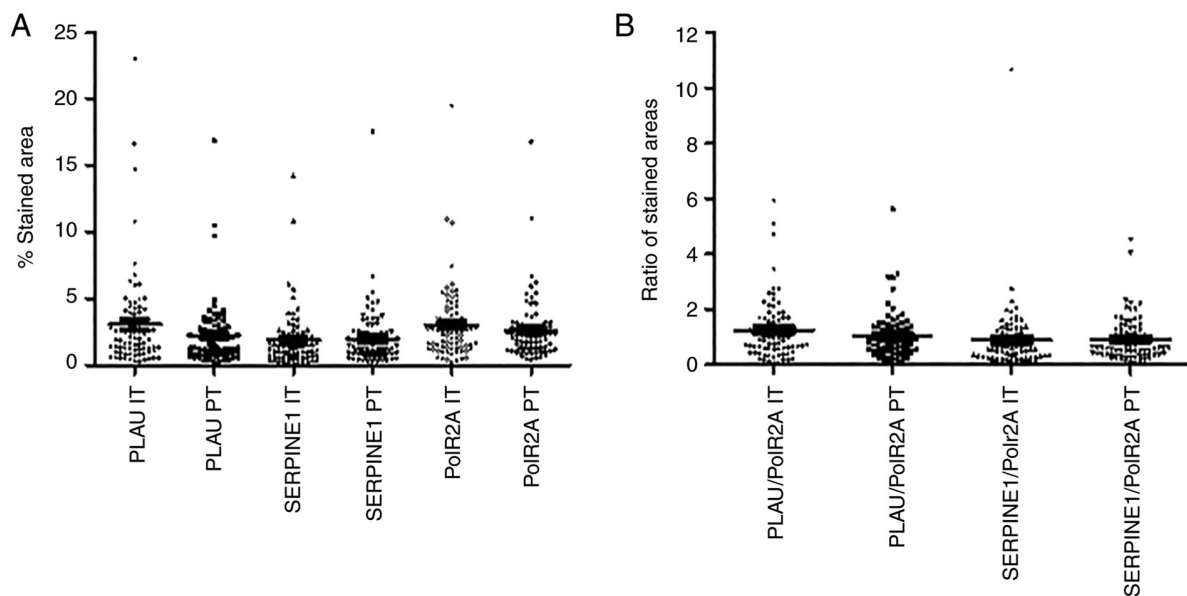 A
% Stained area
25
20
15
10
5
0
PLAU IT
PLAU PT
SERPINE1 IT
SERPINE1 PT
PolR2A IT
PolR2A PT
B
Ratio of stained areas
12
10
8
6
4
2
0
PLAU/PolR2A IT
PLAU/PolR2A PT
SERPINE1/Polr2A IT
SERPINE1/PolR2A PT